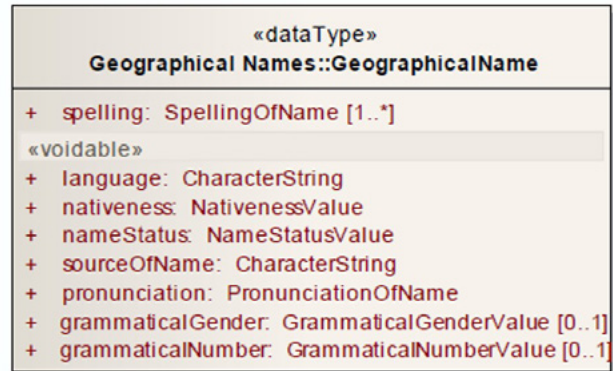 «dataType»
Geographical Names::GeographicalName
+ spelling: SpellingOfName [1..*]
«voidable»
+ language: CharacterString
+ nativeness: NativenessValue
+ nameStatus: NameStatusValue
+ sourceOfName: CharacterString
+ pronunciation: PronunciationOfName
+ grammaticalGender: GrammaticalGenderValue [0..1]
+ grammaticalNumber: GrammaticalNumberValue [0..1]